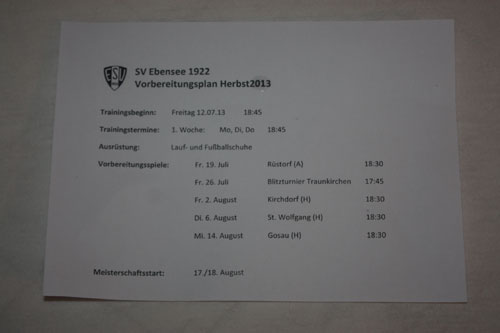 ESV
SV Ebensee 1922
Vorbereitungsplan Herbst2013
Trainingsbeginn: Freitag 12.07.13 18:45
Trainingstermine: 1. Woche: Mo, Di, Do 18:45
Ausrüstung: Lauf- und Fußballschuhe
Vorbereitungsspiele: Fr. 19. Juli Rüstorf (A) 18:30
Fr. 26. Juli Blitzturnier Traunkirchen 17:45
Fr. 2. August Kirchdorf (H) 18:30
Di. 6. August St. Wolfgang (H) 18:30
Mi. 14. August Gosau (H) 18:30
Meisterschaftsstart: 17./18. August